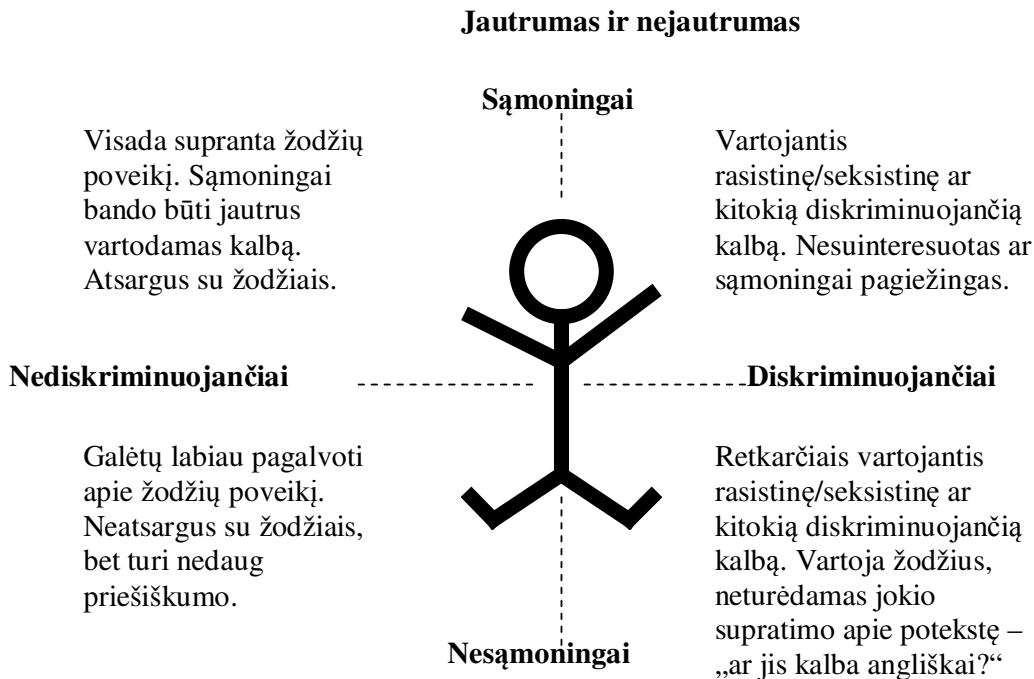 Jautrumas ir nejautrumas
Sąmoningai
Visada supranta žodžių
poveikį. Sąmoningai
bando būti jautrus
vartodamas kalbą.
Atsargus su žodžiais.
Vartojantis
rasistinę/seksistinę ar
kitokią diskriminuojančią
kalbą. Nesuinteresuotas ar
sąmoningai pagiežingas.
Nediskriminuojančiai
Diskriminuojančiai
Galėtų labiau pagalvoti
apie žodžių poveikį.
Neatsargus su žodžiais,
bet turi nedaug
priešiškumo.
Retkarčiais vartojantis
rasistinę/seksistinę ar
kitokią diskriminuojančią
kalbą. Vartoja žodžius,
neturėdamas jokio
supratimo apie potekstę –
„ar jis kalba angliškai?“
Nesąmoningai